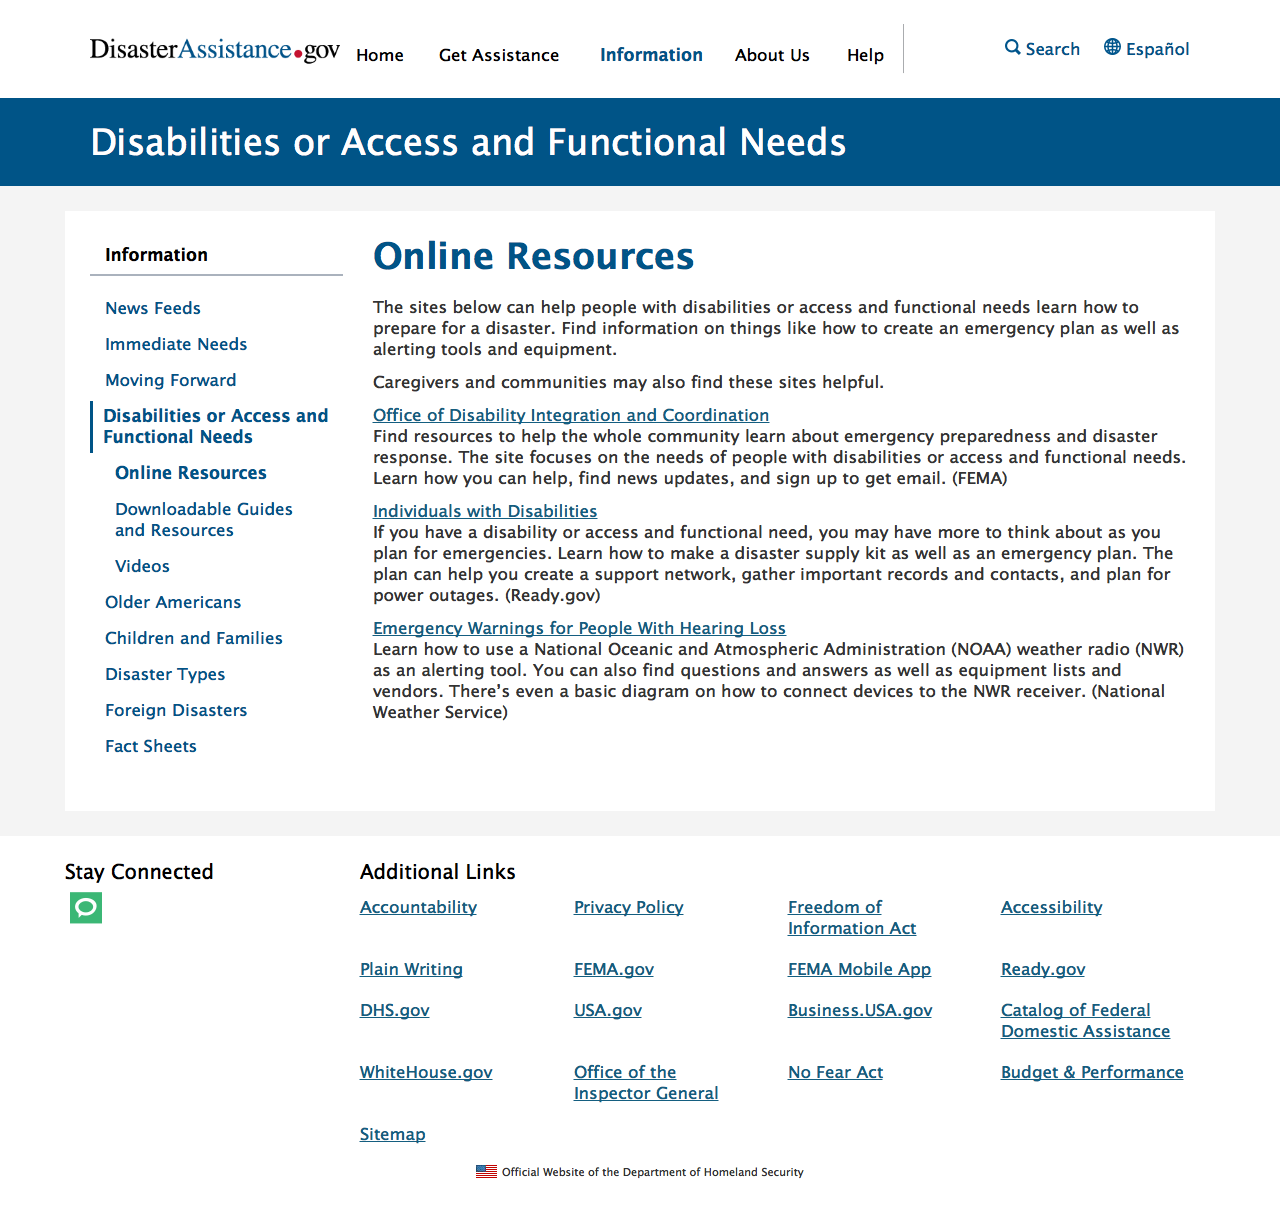 DisasterAssistance.gov
Home
Get Assistance
Information
About Us
Help
Search
Español
Disabilities or Access and Functional Needs
Information
News Feeds
Immediate Needs
Moving Forward
Disabilities or Access and
Functional Needs
Online Resources
Downloadable Guides
and Resources
Videos
Older Americans
Children and Families
Disaster Types
Foreign Disasters
Fact Sheets
Online Resources
The sites below can help people with disabilities or access and functional needs learn how to
prepare for a disaster. Find information on things like how to create an emergency plan as well as
alerting tools and equipment.
Caregivers and communities may also find these sites helpful.
Office of Disability Integration and Coordination
Find resources to help the whole community learn about emergency preparedness and disaster
response. The site focuses on the needs of people with disabilities or access and functional needs.
Learn how you can help, find news updates, and sign up to get email. (FEMA)
Individuals with Disabilities
If you have a disability or access and functional need, you may have more to think about as you
plan for emergencies. Learn how to make a disaster supply kit as well as an emergency plan. The
plan can help you create a support network, gather important records and contacts, and plan for
power outages. (Ready.gov)
Emergency Warnings for People With Hearing Loss
Learn how to use a National Oceanic and Atmospheric Administration (NOAA) weather radio (NWR)
as an alerting tool. You can also find questions and answers as well as equipment lists and
vendors. There’s even a basic diagram on how to connect devices to the NWR receiver. (National
Weather Service)
Stay Connected
Additional Links
Accountability
Privacy Policy
Freedom of
Information Act
Accessibility
Plain Writing
FEMA.gov
FEMA Mobile App
Ready.gov
DHS.gov
USA.gov
Business.USA.gov
Catalog of Federal
Domestic Assistance
WhiteHouse.gov
Office of the
Inspector General
No Fear Act
Budget & Performance
Sitemap
Official Website of the Department of Homeland Security